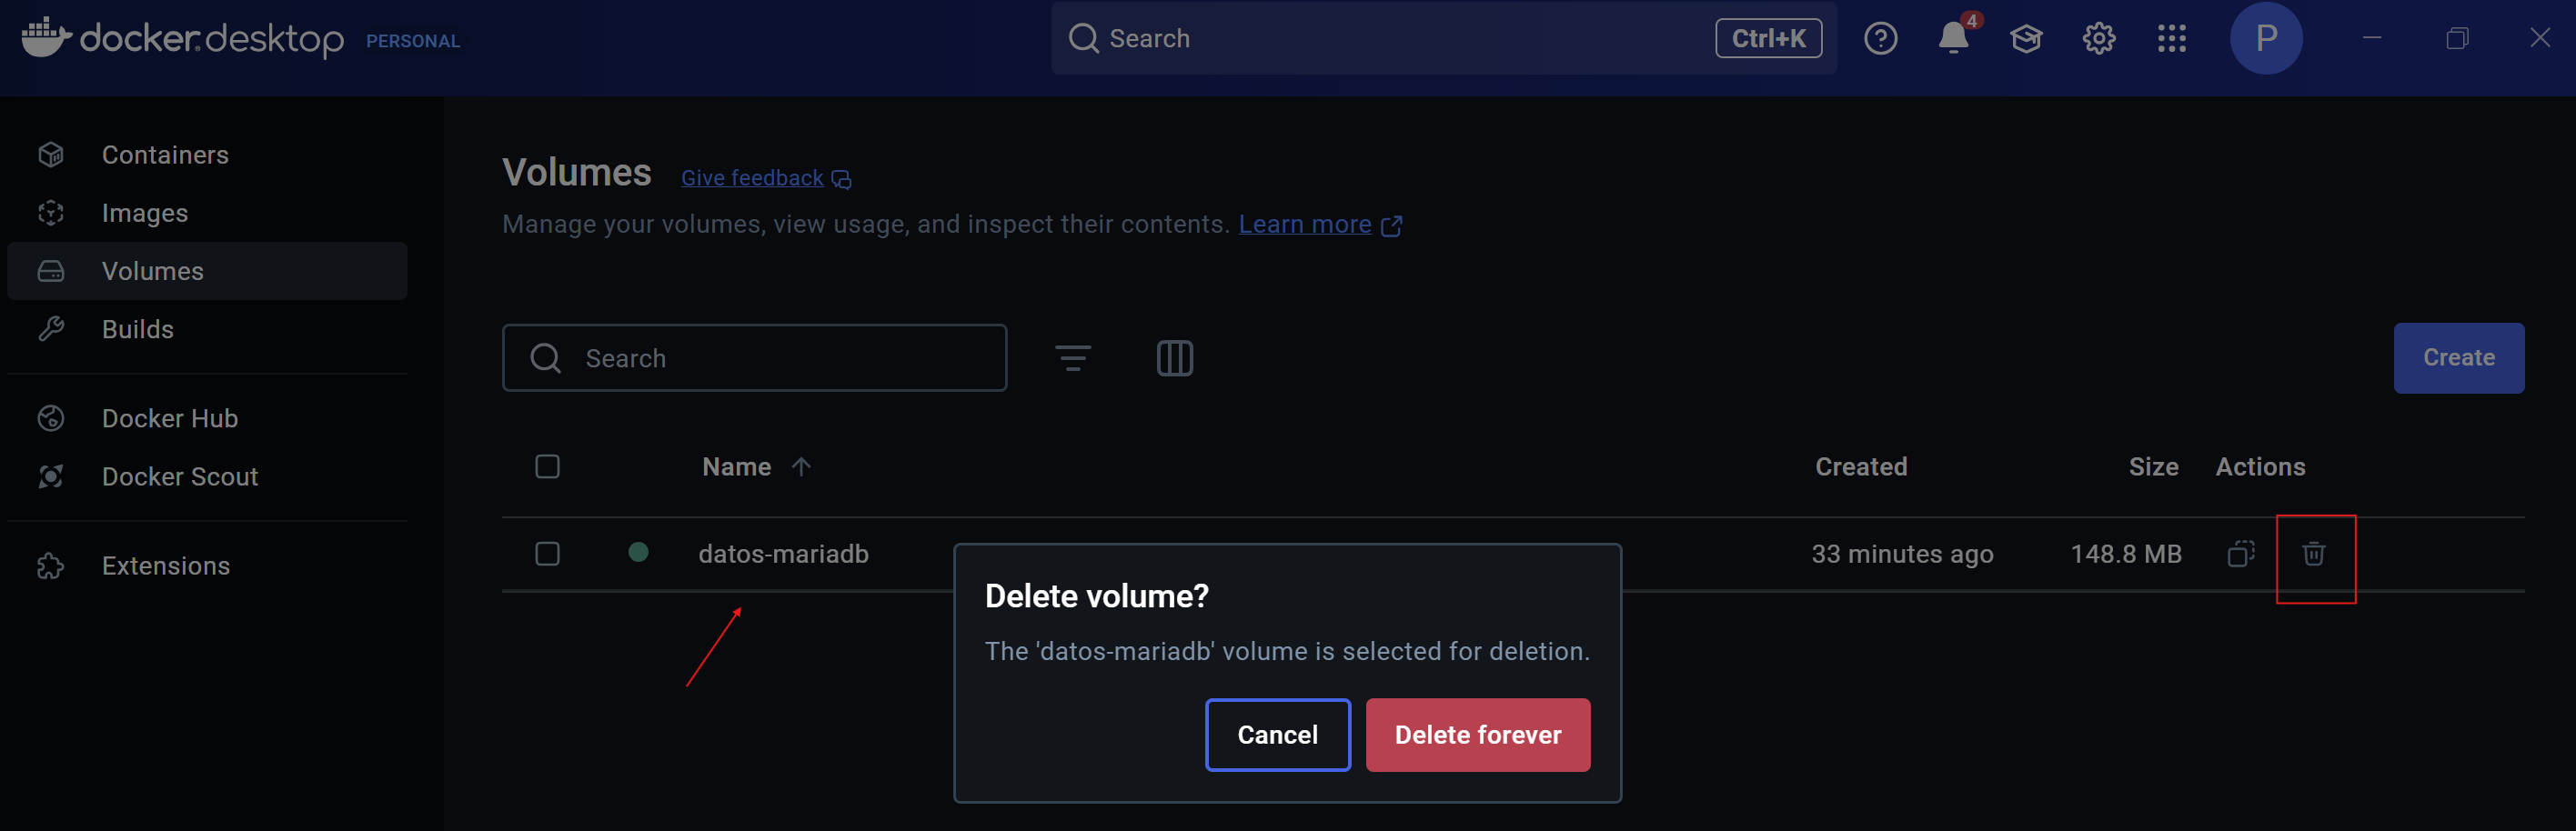 docker desktop PERSONAL
Search Ctrl+K
4
P
Containers
Images
Volumes
Builds
Docker Hub
Docker Scout
Extensions
Volumes Give feedback
Manage your volumes, view usage, and inspect their contents. Learn more
Search
Create
Name Created Size Actions
datos-mariadb 33 minutes ago 148.8 MB
Delete volume?
The 'datos-mariadb' volume is selected for deletion.
Cancel Delete forever